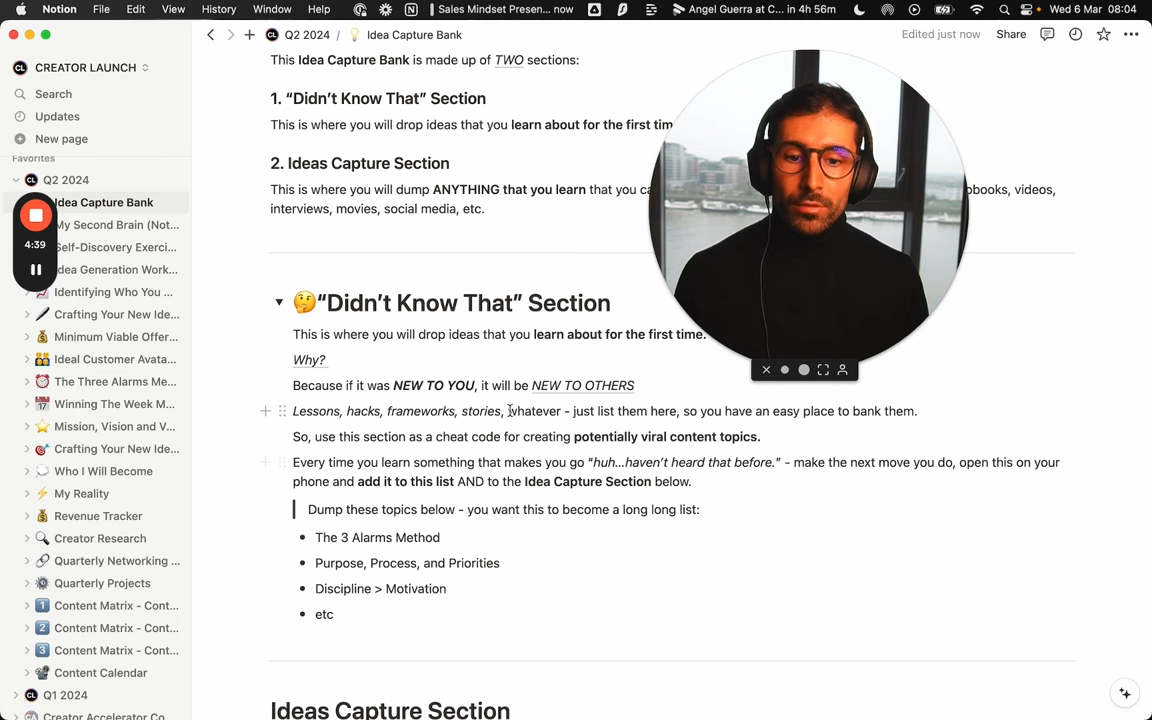 Notion File Edit View History Window Help Sales Mindset Presen... now Angel Guerra at C... in 4h 56m Wed 6 Mar 08:04
Q2 2024 / Idea Capture Bank Edited just now Share
CREATOR LAUNCH
Search
Updates
New page
Favorites
Q2 2024
Idea Capture Bank
My Second Brain (Not...
Self-Discovery Exerci...
Idea Generation Work...
Identifying Who You ...
Crafting Your New Ide...
Minimum Viable Offer...
Ideal Customer Avata...
The Three Alarms Me...
Winning The Week M...
Mission, Vision and V...
Crafting Your New Ide...
Who I Will Become
My Reality
Revenue Tracker
Creator Research
Quarterly Networking ...
Quarterly Projects
Content Matrix - Cont...
Content Matrix - Cont...
Content Matrix - Cont...
Content Calendar
Q1 2024
Creator Accelerator Co
4:39
This Idea Capture Bank is made up of TWO sections:
1. “Didn’t Know That” Section
This is where you will drop ideas that you learn about for the first tim
2. Ideas Capture Section
This is where you will dump ANYTHING that you learn that you ca pbooks, videos,
interviews, movies, social media, etc.
🤔“Didn’t Know That” Section
This is where you will drop ideas that you learn about for the first time.
Why?
Because if it was NEW TO YOU, it will be NEW TO OTHERS
Lessons, hacks, frameworks, stories, whatever - just list them here, so you have an easy place to bank them.
So, use this section as a cheat code for creating potentially viral content topics.
Every time you learn something that makes you go “huh...haven’t heard that before.” - make the next move you do, open this on your
phone and add it to this list AND to the Idea Capture Section below.
Dump these topics below - you want this to become a long long list:
• The 3 Alarms Method
• Purpose, Process, and Priorities
• Discipline > Motivation
• etc
Ideas Capture Section